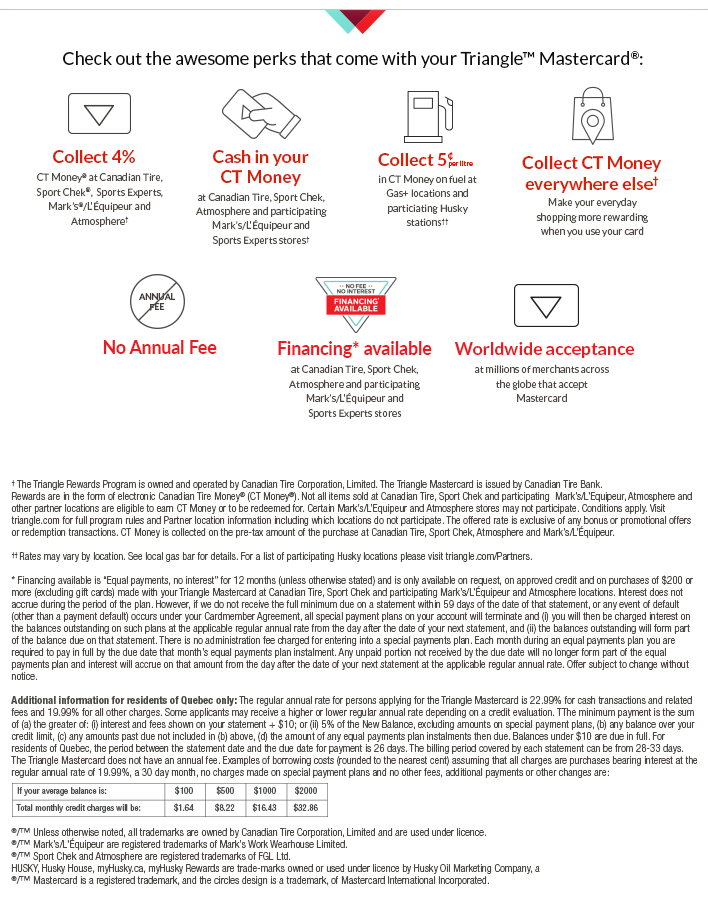 Check out the awesome perks that come with your Triangle™ Mastercard®:
Collect 4%
CT Money® at Canadian Tire,
Sport Chek®, Sports Experts,
Mark's®/L'Équipeur and
Atmosphere†
Cash in your
CT Money
at Canadian Tire, Sport Chek,
Atmosphere and participating
Mark's/L'Équipeur and
Sports Experts stores†
Collect 5¢ per litre
in CT Money on fuel at
Gas+ locations and
particiating Husky
stations††
Collect CT Money
everywhere else†
Make your everyday
shopping more rewarding
when you use your card
ANNUAL
FEE
No Annual Fee
NO FEE
NO INTEREST
FINANCING*
AVAILABLE
Financing* available
at Canadian Tire, Sport Chek,
Atmosphere and participating
Mark's/L'Équipeur and
Sports Experts stores
Worldwide acceptance
at millions of merchants across
the globe that accept
Mastercard
† The Triangle Rewards Program is owned and operated by Canadian Tire Corporation, Limited. The Triangle Mastercard is issued by Canadian Tire Bank.
Rewards are in the form of electronic Canadian Tire Money® (CT Money®). Not all items sold at Canadian Tire, Sport Chek and participating Mark's/L'Equipeur, Atmosphere and
other partner locations are eligible to earn CT Money or to be redeemed for. Certain Mark's/L'Equipeur and Atmosphere stores may not participate. Conditions apply. Visit
triangle.com for full program rules and Partner location information including which locations do not participate. The offered rate is exclusive of any bonus or promotional offers
or redemption transactions. CT Money is collected on the pre-tax amount of the purchase at Canadian Tire, Sport Chek, Atmosphere and Mark's/L'Equipeur.
†† Rates may vary by location. See local gas bar for details. For a list of participating Husky locations please visit triangle.com/Partners.
* Financing available is "Equal payments, no interest" for 12 months (unless otherwise stated) and is only available on request, on approved credit and on purchases of $200 or
more (excluding gift cards) made with your Triangle Mastercard at Canadian Tire, Sport Chek and participating Mark's/L'Équipeur and Atmosphere locations. Interest does not
accrue during the period of the plan. However, if we do not receive the full minimum due on a statement within 59 days of the date of that statement, or any event of default
(other than a payment default) occurs under your Cardmember Agreement, all special payment plans on your account will terminate and (i) you will then be charged interest on
the balances outstanding on such plans at the applicable regular annual rate from the day after the date of your next statement, and (ii) the balances outstanding will form part
of the balance due on that statement. There is no administration fee charged for entering into a special payments plan. Each month during an equal payments plan you are
required to pay in full by the due date that month's equal payments plan instalment. Any unpaid portion not received by the due date will no longer form part of the equal
payments plan and interest will accrue on that amount from the day after the date of your next statement at the applicable regular annual rate. Offer subject to change without
notice.
Additional information for residents of Quebec only: The regular annual rate for persons applying for the Triangle Mastercard is 22.99% for cash transactions and related
fees and 19.99% for all other charges. Some applicants may receive a higher or lower regular annual rate depending on a credit evaluation. TThe minimum payment is the sum
of (a) the greater of: (i) interest and fees shown on your statement + $10; or (ii) 5% of the New Balance, excluding amounts on special payment plans, (b) any balance over your
credit limit, (c) any amounts past due not included in (b) above, (d) the amount of any equal payments plan instalments then due. Balances under $10 are due in full. For
residents of Quebec, the period between the statement date and the due date for payment is 26 days. The billing period covered by each statement can be from 28-33 days.
The Triangle Mastercard does not have an annual fee. Examples of borrowing costs (rounded to the nearest cent) assuming that all charges are purchases bearing interest at the
regular annual rate of 19.99%, a 30 day month, no charges made on special payment plans and no other fees, additional payments or other changes are:
If your average balance is: $100 $500 $1000 $2000
Total monthly credit charges will be: $1.64 $8.22 $16.43 $32.86
®/™ Unless otherwise noted, all trademarks are owned by Canadian Tire Corporation, Limited and are used under licence.
®/™ Mark's/L'Équipeur are registered trademarks of Mark's Work Wearhouse Limited.
®/™ Sport Chek and Atmosphere are registered trademarks of FGL Ltd.
HUSKY, Husky House, myHusky.ca, myHusky Rewards are trade-marks owned or used under licence by Husky Oil Marketing Company, a
®/™ Mastercard is a registered trademark, and the circles design is a trademark, of Mastercard International Incorporated.